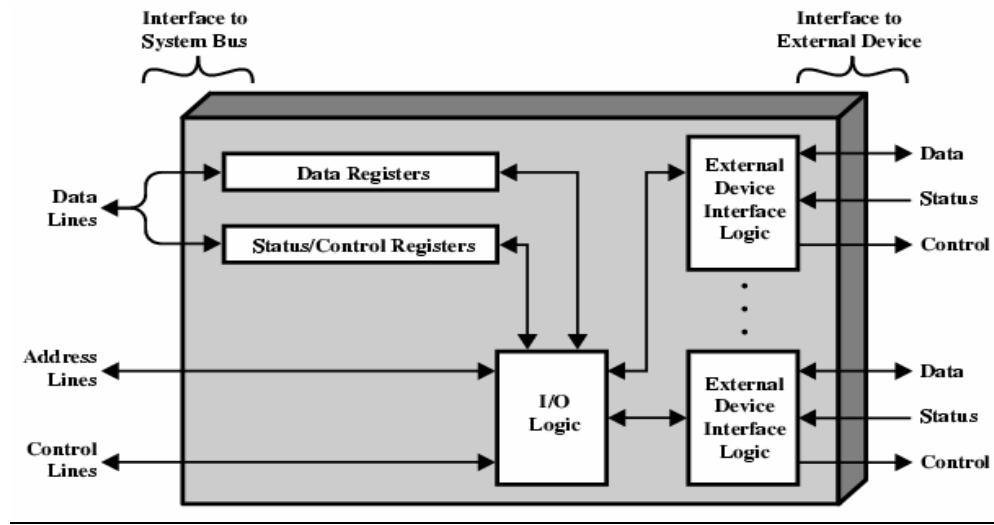 Interface to
System Bus
Interface to
External Device
Data Registers
Status/Control Registers
Data
Lines
Address
Lines
Control
Lines
I/O
Logic
External
Device
Interface
Logic
Data
Status
Control
External
Device
Interface
Logic
Data
Status
Control